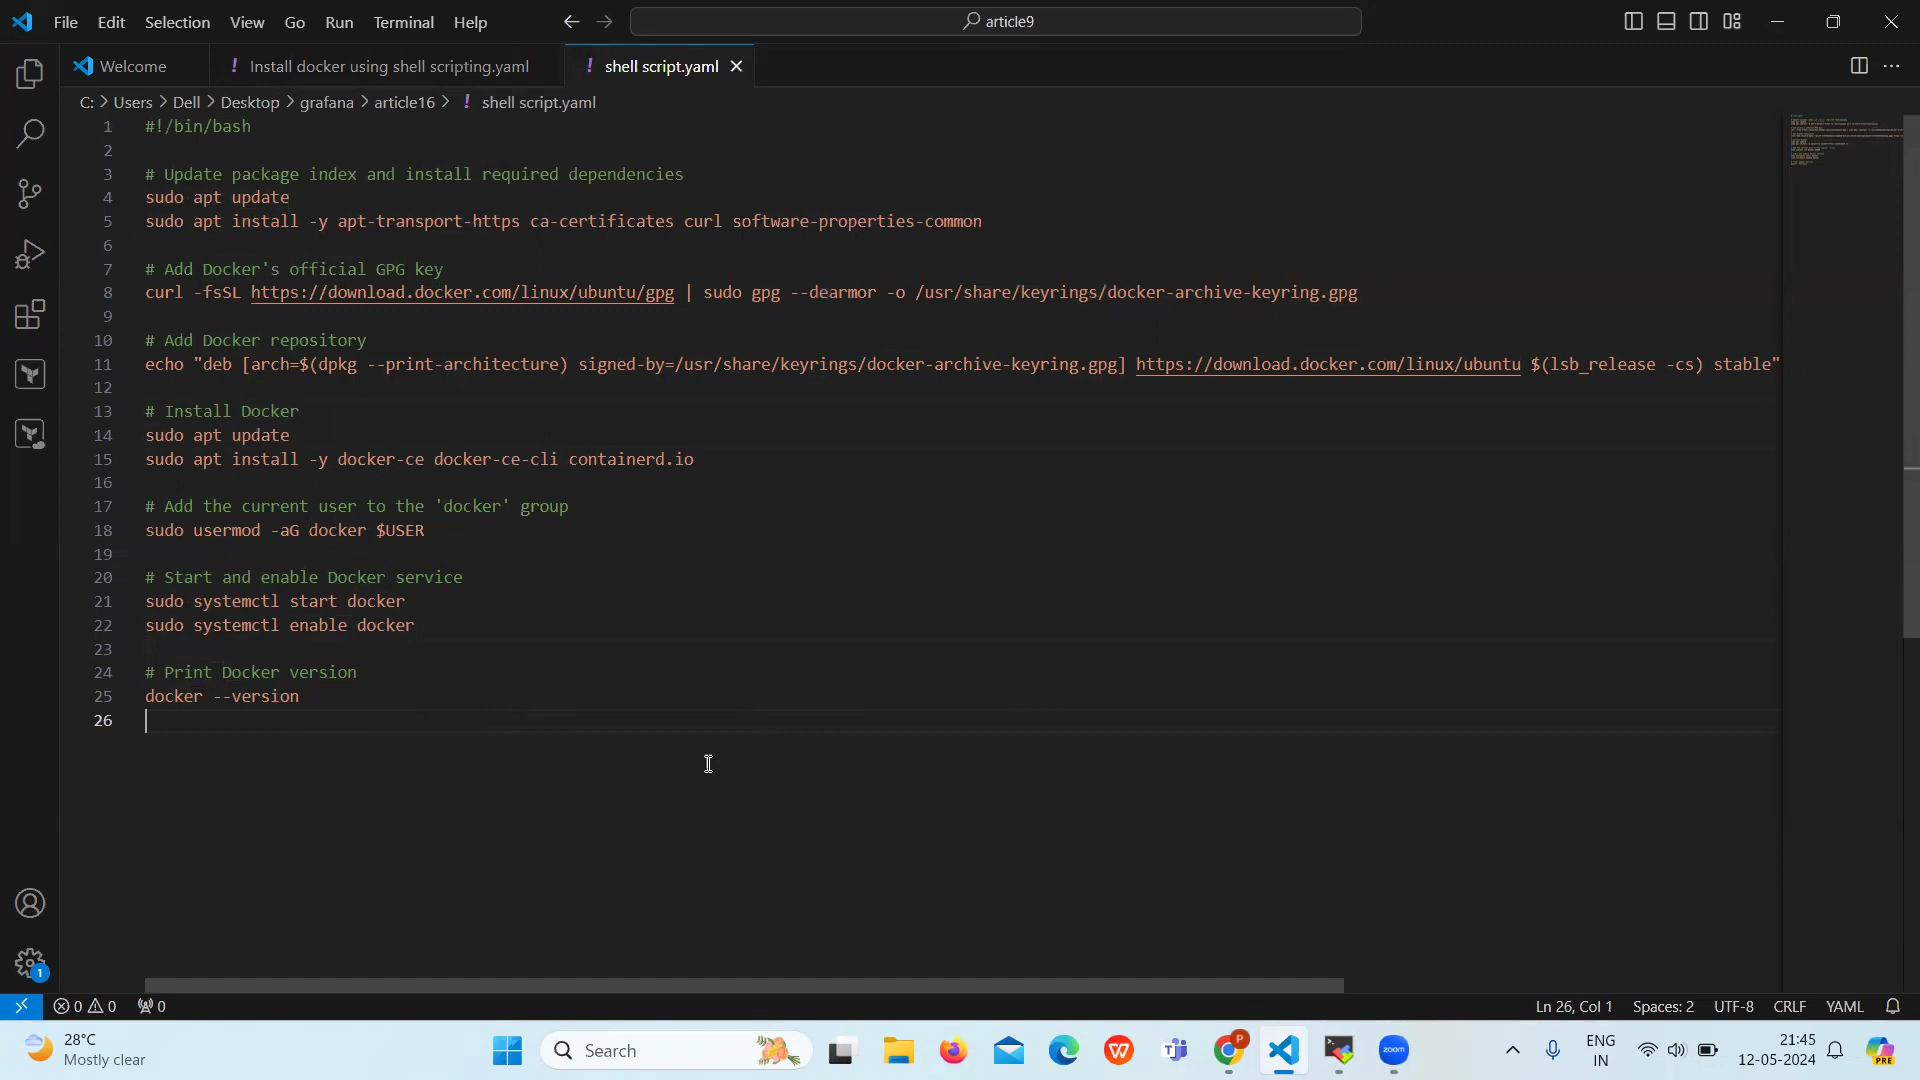 File Edit Selection View Go Run Terminal Help
article9
Welcome
! Install docker using shell scripting.yaml
! shell script.yaml
C: > Users > Dell > Desktop > grafana > article16 > ! shell script.yaml
1 #!/bin/bash
2
3 # Update package index and install required dependencies
4 sudo apt update
5 sudo apt install -y apt-transport-https ca-certificates curl software-properties-common
6
7 # Add Docker's official GPG key
8 curl -fsSL https://download.docker.com/linux/ubuntu/gpg | sudo gpg --dearmor -o /usr/share/keyrings/docker-archive-keyring.gpg
9
10 # Add Docker repository
11 echo "deb [arch=$(dpkg --print-architecture) signed-by=/usr/share/keyrings/docker-archive-keyring.gpg] https://download.docker.com/linux/ubuntu $(lsb_release -cs) stable"
12
13 # Install Docker
14 sudo apt update
15 sudo apt install -y docker-ce docker-ce-cli containerd.io
16
17 # Add the current user to the 'docker' group
18 sudo usermod -aG docker $USER
19
20 # Start and enable Docker service
21 sudo systemctl start docker
22 sudo systemctl enable docker
23
24 # Print Docker version
25 docker --version
26
1
0 0 0
Ln 26, Col 1 Spaces: 2 UTF-8 CRLF YAML
28°C
Mostly clear
Search
P
zoom
PRE
ENG
IN
21:45
12-05-2024